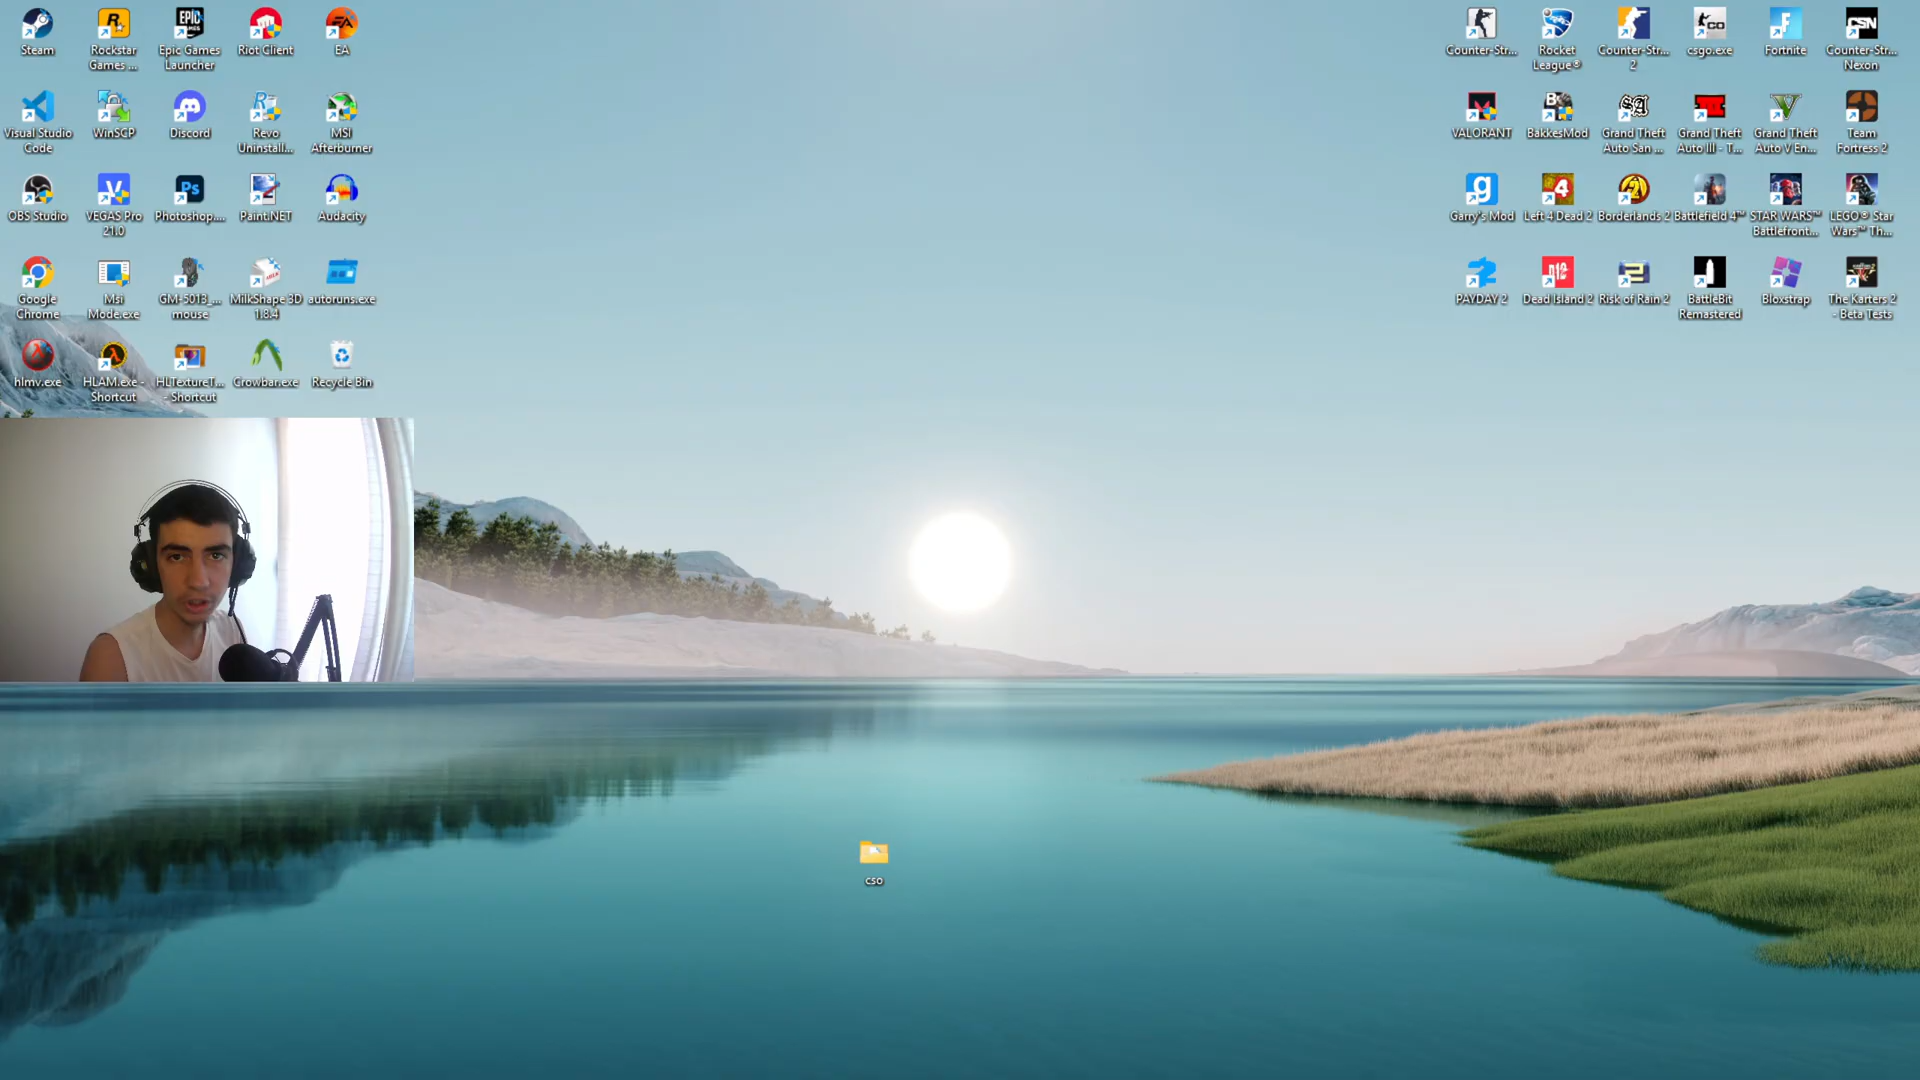 Steam
Rockstar
Games ...
Epic Games
Launcher
Riot Client
EA
Visual Studio
Code
WinSCP
Discord
Revo
Uninstall...
MSI
Afterburner
OBS Studio
VEGAS Pro
21.0
Photoshop....
Paint.NET
Audacity
Google
Chrome
Msi
Mode.exe
GM-5013_...
mouse
MilkShape 3D
1.8.4
autoruns.exe
hlmv.exe
HLAM.exe -
Shortcut
HLTextureT...
- Shortcut
Crowbar.exe
Recycle Bin
Counter-Str...
Rocket
League®
Counter-Str...
2
csgo.exe
Fortnite
Counter-Str...
Nexon
VALORANT
BakkesMod
Grand Theft
Auto San ...
Grand Theft
Auto III - T...
Grand Theft
Auto V En...
Team
Fortress 2
Garry's Mod
Left 4 Dead 2
Borderlands 2
Battlefield 4™
STAR WARS™
Battlefront...
LEGO® Star
Wars™ Th...
PAYDAY 2
Dead Island 2
Risk of Rain 2
BattleBit
Remastered
Bloxstrap
The Karters 2
- Beta Tests
cso